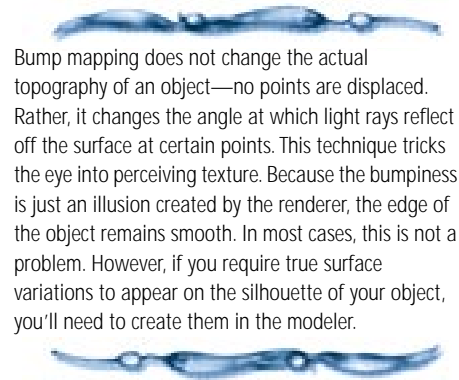 Bump mapping does not change the actual
topography of an object—no points are displaced.
Rather, it changes the angle at which light rays reflect
off the surface at certain points. This technique tricks
the eye into perceiving texture. Because the bumpiness
is just an illusion created by the renderer, the edge of
the object remains smooth. In most cases, this is not a
problem. However, if you require true surface
variations to appear on the silhouette of your object,
you’ll need to create them in the modeler.